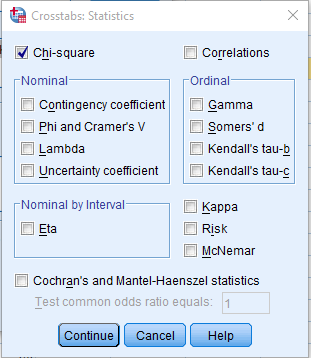 Crosstabs: Statistics
Chi-square
Correlations
Nominal
Contingency coefficient
Phi and Cramer's V
Lambda
Uncertainty coefficient
Ordinal
Gamma
Somers' d
Kendall's tau-b
Kendall's tau-c
Nominal by Interval
Eta
Kappa
Risk
McNemar
Cochran's and Mantel-Haenszel statistics
Test common odds ratio equals: 1
Continue Cancel Help